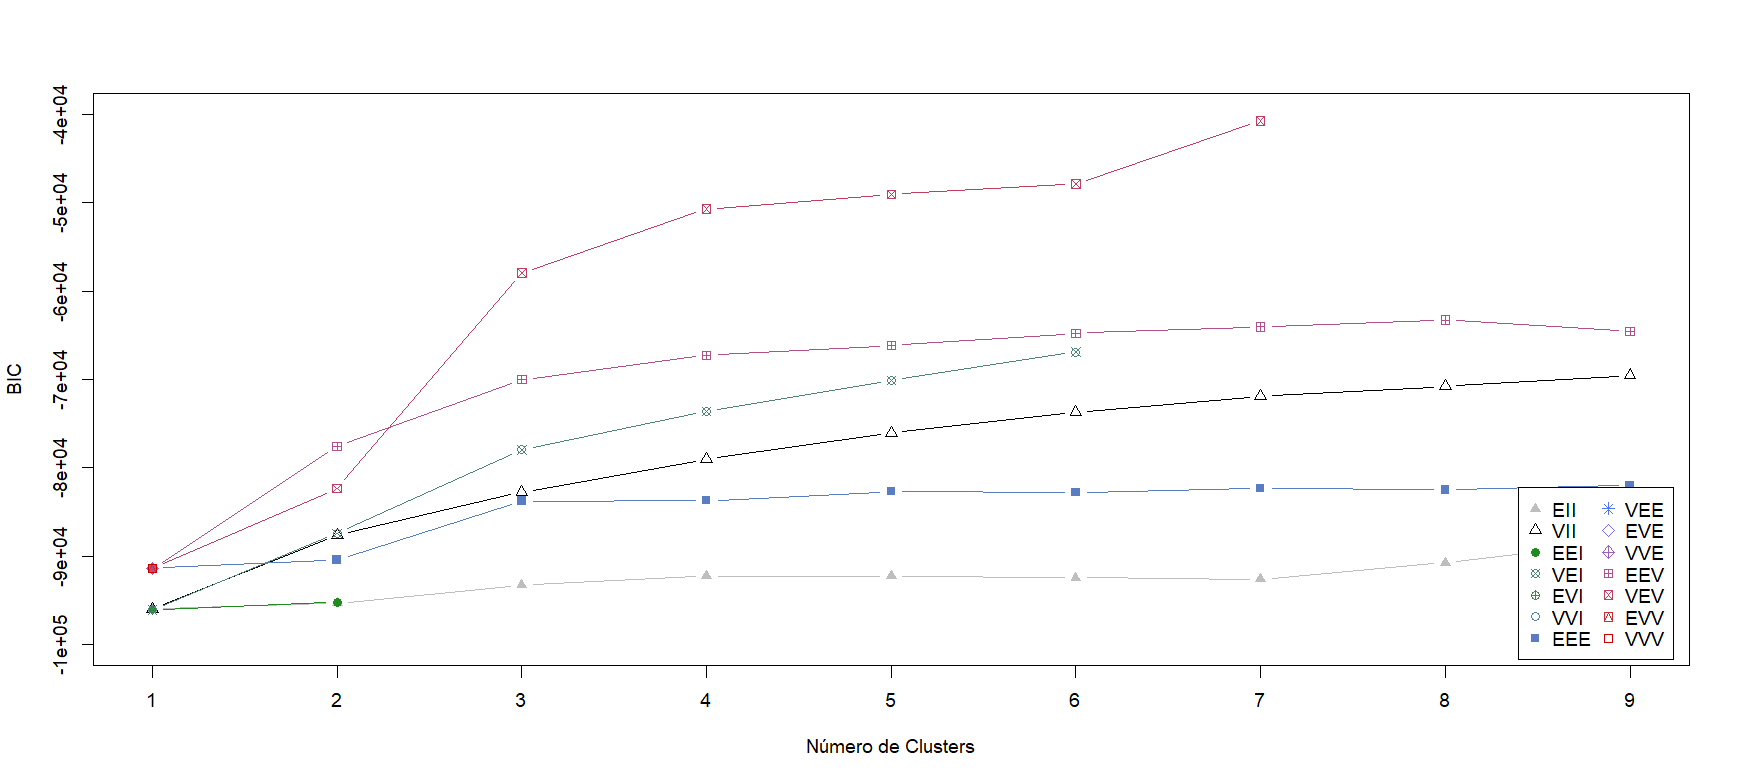 -4e+04
-5e+04
-6e+04
-7e+04
-8e+04
-9e+04
-1e+05
BIC
1 2 3 4 5 6 7 8 9
Número de Clusters
EII VEE
VII EVE
EEI VVE
VEI EEV
EVI VEV
VVI EVV
EEE VVV